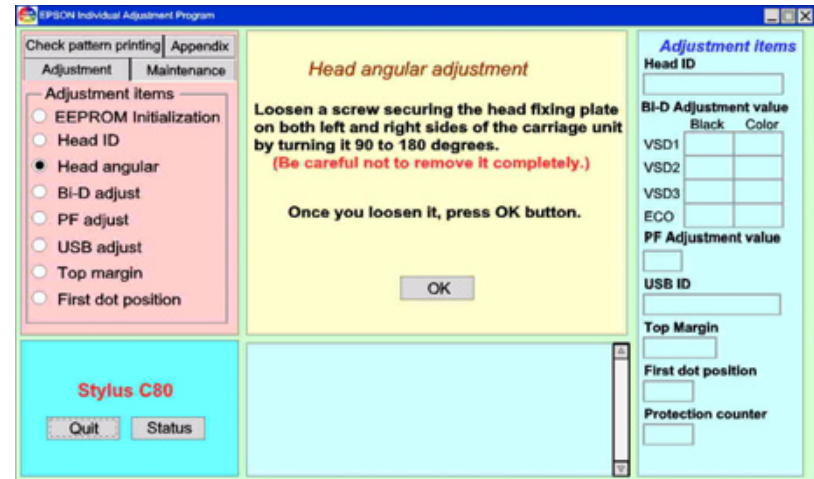 EPSON Individual Adjustment Program
Check pattern printing
Appendix
Adjustment
Maintenance
Adjustment items
EEPROM Initialization
Head ID
Head angular
Bi-D adjust
PF adjust
USB adjust
Top margin
First dot position
Stylus C80
Quit
Status
Head angular adjustment
Loosen a screw securing the head fixing plate
on both left and right sides of the carriage unit
by turning it 90 to 180 degrees.
(Be careful not to remove it completely.)
Once you loosen it, press OK button.
OK
Adjustment items
Head ID
BI-D Adjustment value
Black Color
VSD1
VSD2
VSD3
ECO
PF Adjustment value
USB ID
Top Margin
First dot position
Protection counter